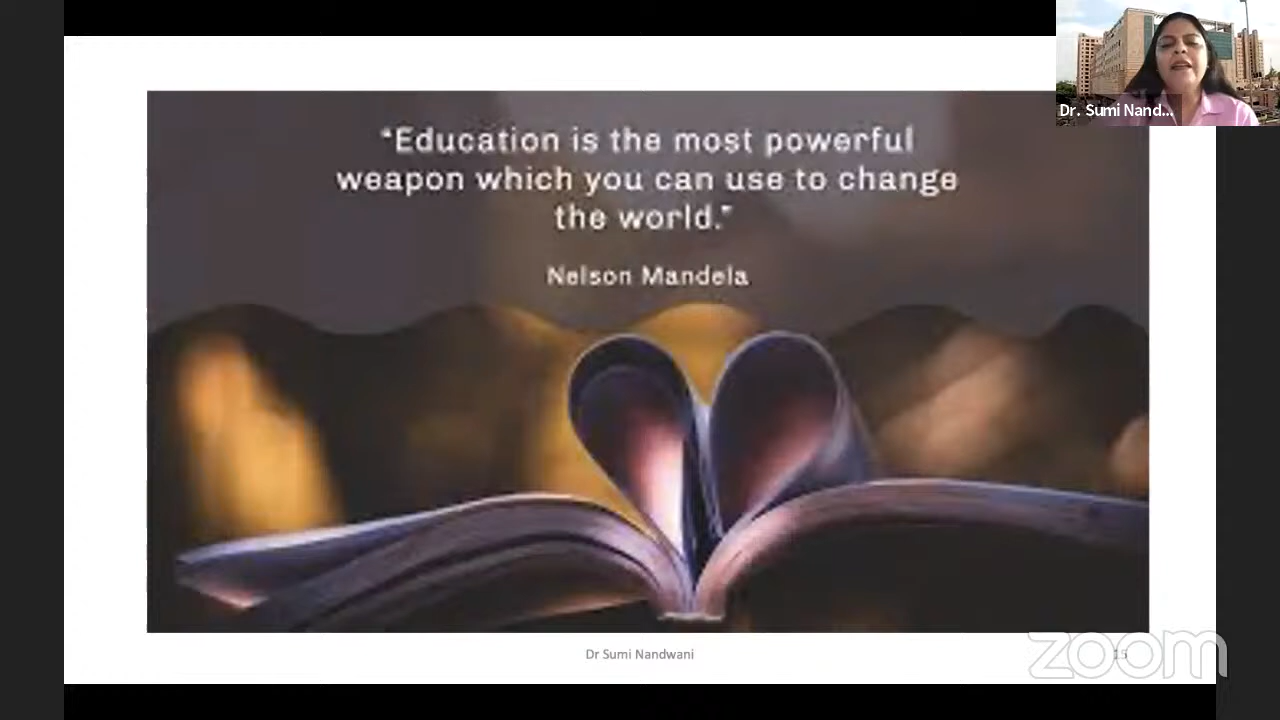 Dr. Sumi Nand...
“Education is the most powerful
weapon which you can use to change
the world.”
Nelson Mandela
Dr Sumi Nandwani
15
zoom